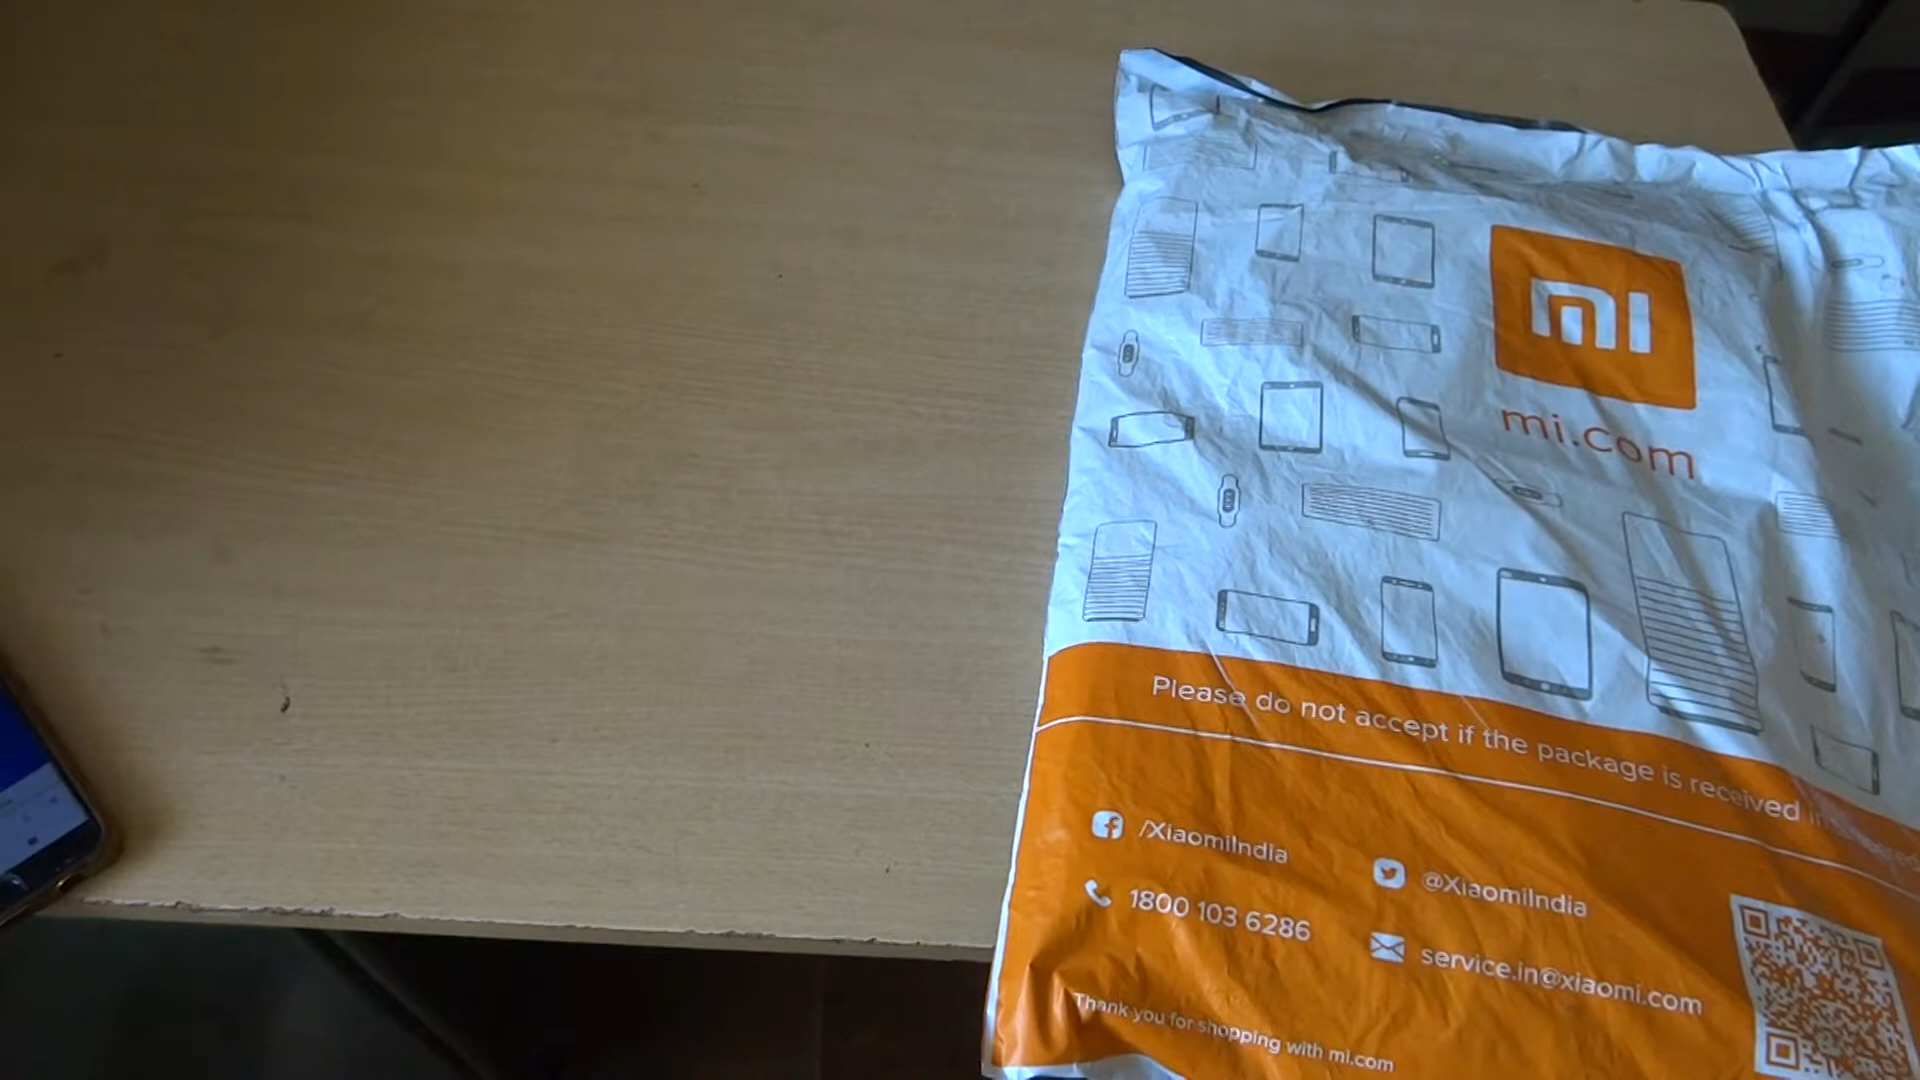 mi
mi.com
Please do not accept if the package is received
/XiaomiIndia
@XiaomiIndia
1800 103 6286
service.in@xiaomi.com
Thank you for shopping with mi.com